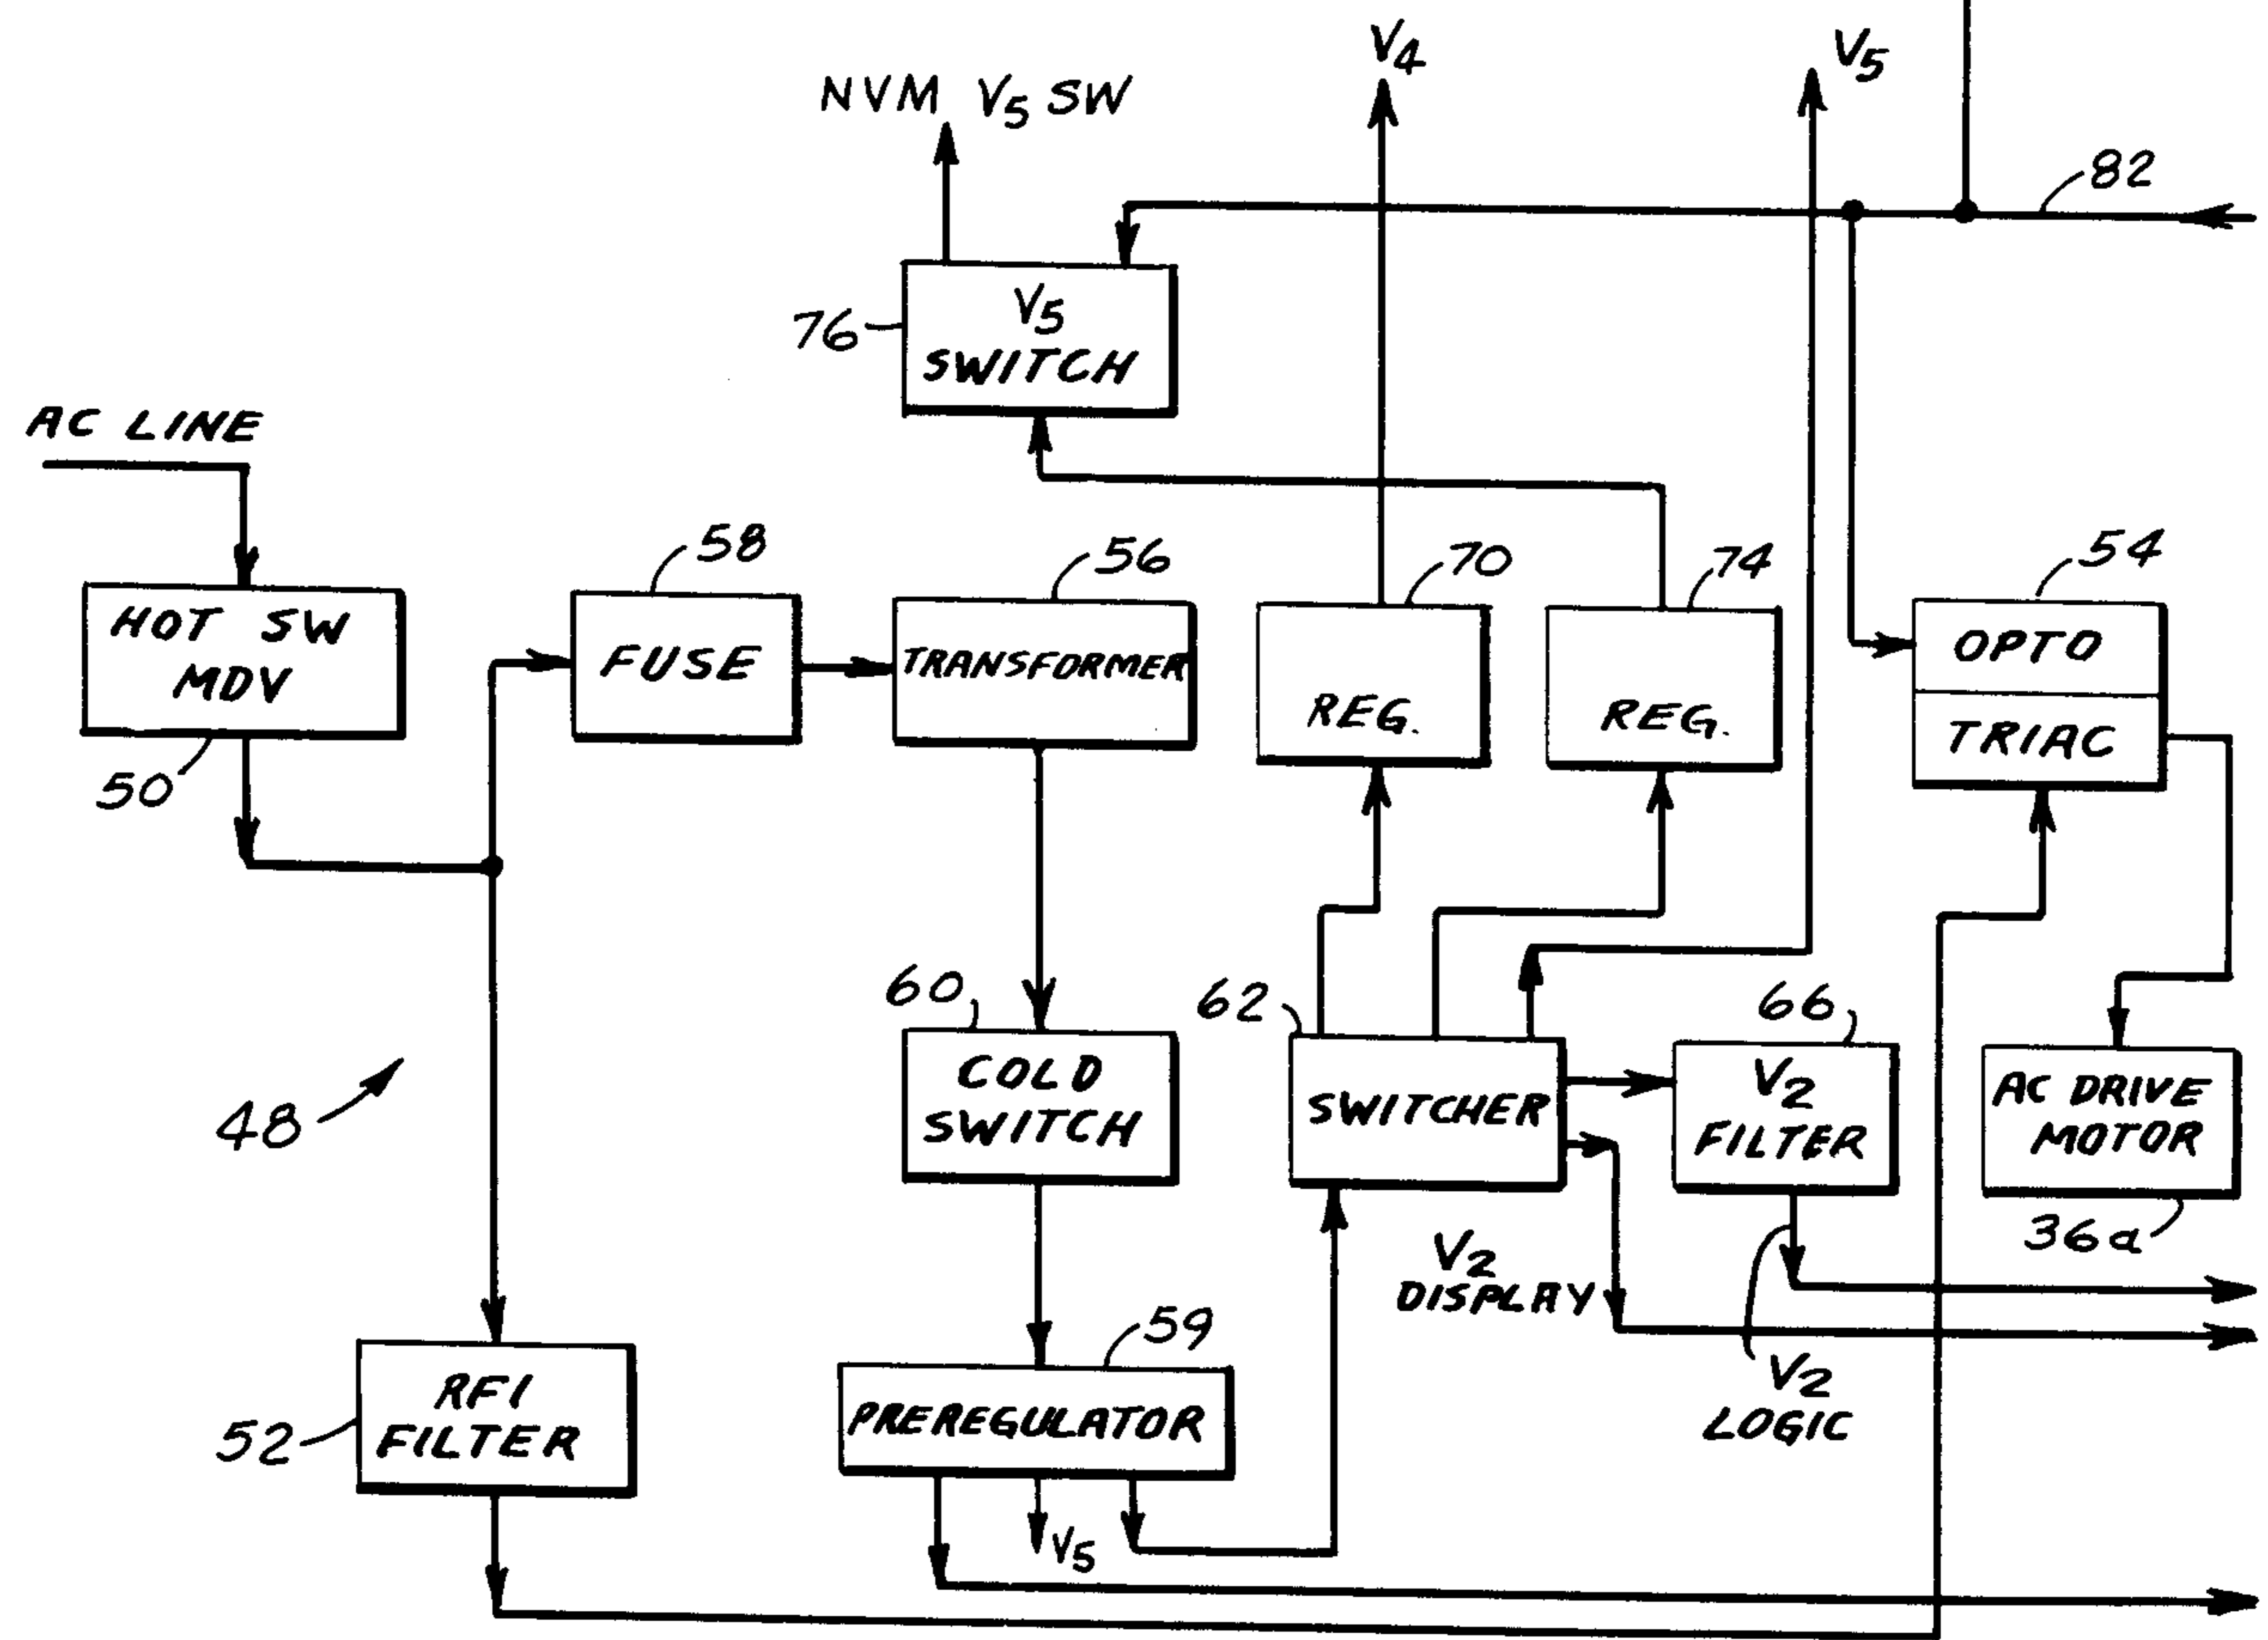 V4
V5
NVM V5 SW
82
V5
SWITCH
76
AC LINE
58
56
70
74
54
HOT SW
MDV
FUSE
TRANSFORMER
REG.
REG.
OPTO
TRIAC
50
60
62
66
48
COLD
SWITCH
SWITCHER
V2
FILTER
AC DRIVE
MOTOR
36a
V2
DISPLAY
59
V2
LOGIC
RFI
FILTER
52
PREREGULATOR
V5